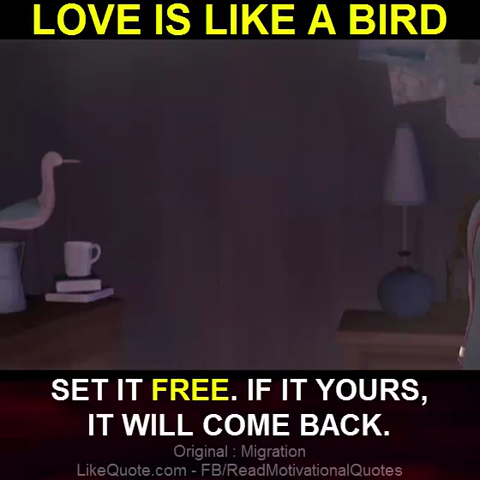 LOVE IS LIKE A BIRD
SET IT FREE. IF IT YOURS,
IT WILL COME BACK.
Original : Migration
LikeQuote.com - FB/ReadMotivationalQuotes